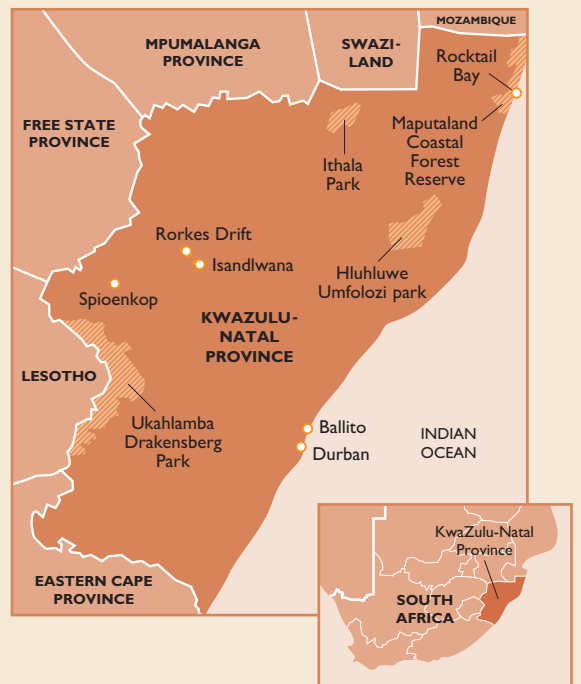 MOZAMBIQUE
MPUMALANGA
PROVINCE
SWAZI-
LAND
Rocktail
Bay
FREE STATE
PROVINCE
Maputaland
Coastal
Forest
Reserve
Ithala
Park
Rorkes Drift
Isandlwana
Hluhluwe
Umfolozi park
Spioenkop
KWAZULU-
NATAL
PROVINCE
LESOTHO
Ukahlamba
Drakensberg
Park
Ballito
Durban
INDIAN
OCEAN
EASTERN CAPE
PROVINCE
KwaZulu-Natal
Province
SOUTH
AFRICA